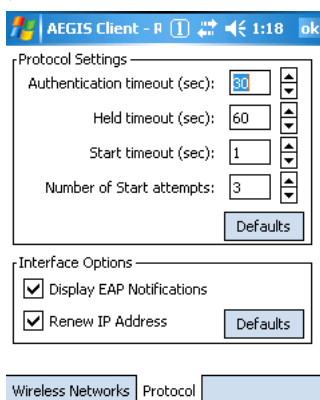 AEGIS Client - R 1 1:18 ok
Protocol Settings
Authentication timeout (sec): 30
Held timeout (sec): 60
Start timeout (sec): 1
Number of Start attempts: 3
Defaults
Interface Options
Display EAP Notifications
Renew IP Address Defaults
Wireless Networks Protocol